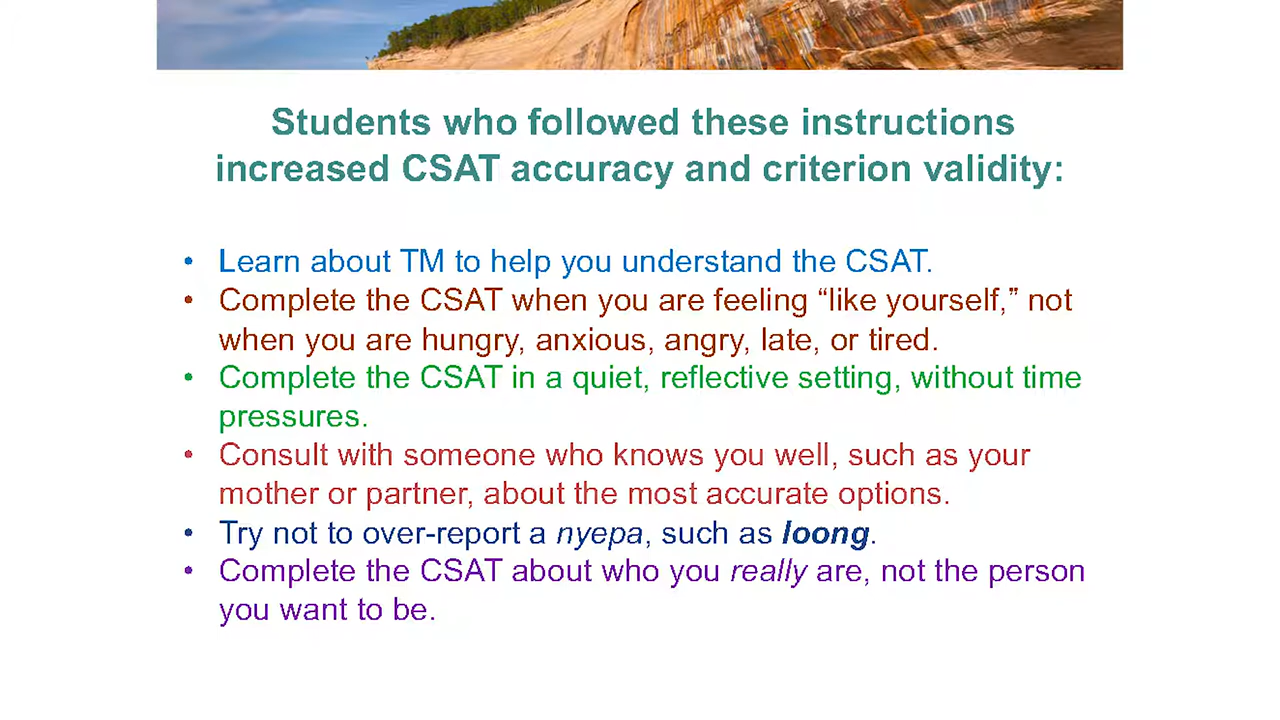 Students who followed these instructions
increased CSAT accuracy and criterion validity:
• Learn about TM to help you understand the CSAT.
• Complete the CSAT when you are feeling “like yourself,” not
when you are hungry, anxious, angry, late, or tired.
• Complete the CSAT in a quiet, reflective setting, without time
pressures.
• Consult with someone who knows you well, such as your
mother or partner, about the most accurate options.
• Try not to over-report a nyepa, such as loong.
• Complete the CSAT about who you really are, not the person
you want to be.